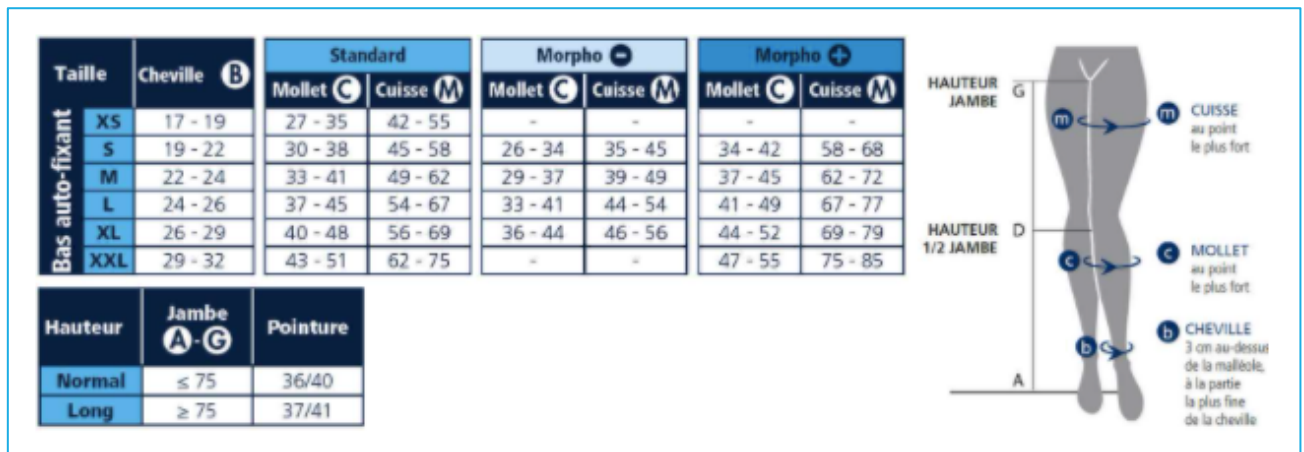 Taille Cheville B Standard Morpho - Morpho +
Mollet C Cuisse M Mollet C Cuisse M Mollet C Cuisse M
Bas auto-fixant
XS 17 - 19 27 - 35 42 - 55 - - - -
S 19 - 22 30 - 38 45 - 58 26 - 34 35 - 45 34 - 42 58 - 68
M 22 - 24 33 - 41 49 - 62 29 - 37 39 - 49 37 - 45 62 - 72
L 24 - 26 37 - 45 54 - 67 33 - 41 44 - 54 41 - 49 67 - 77
XL 26 - 29 40 - 48 56 - 69 36 - 44 46 - 56 44 - 52 69 - 79
XXL 29 - 32 43 - 51 62 - 75 - - 47 - 55 75 - 85
Hauteur Jambe A-G Pointure
Normal ≤ 75 36/40
Long ≥ 75 37/41
HAUTEUR
JAMBE
G
m
m CUISSE
au point
le plus fort
HAUTEUR
1/2 JAMBE
D
c
c MOLLET
au point
le plus fort
b
b CHEVILLE
3 cm au-dessus
de la malléole,
à la partie
la plus fine
de la cheville
A